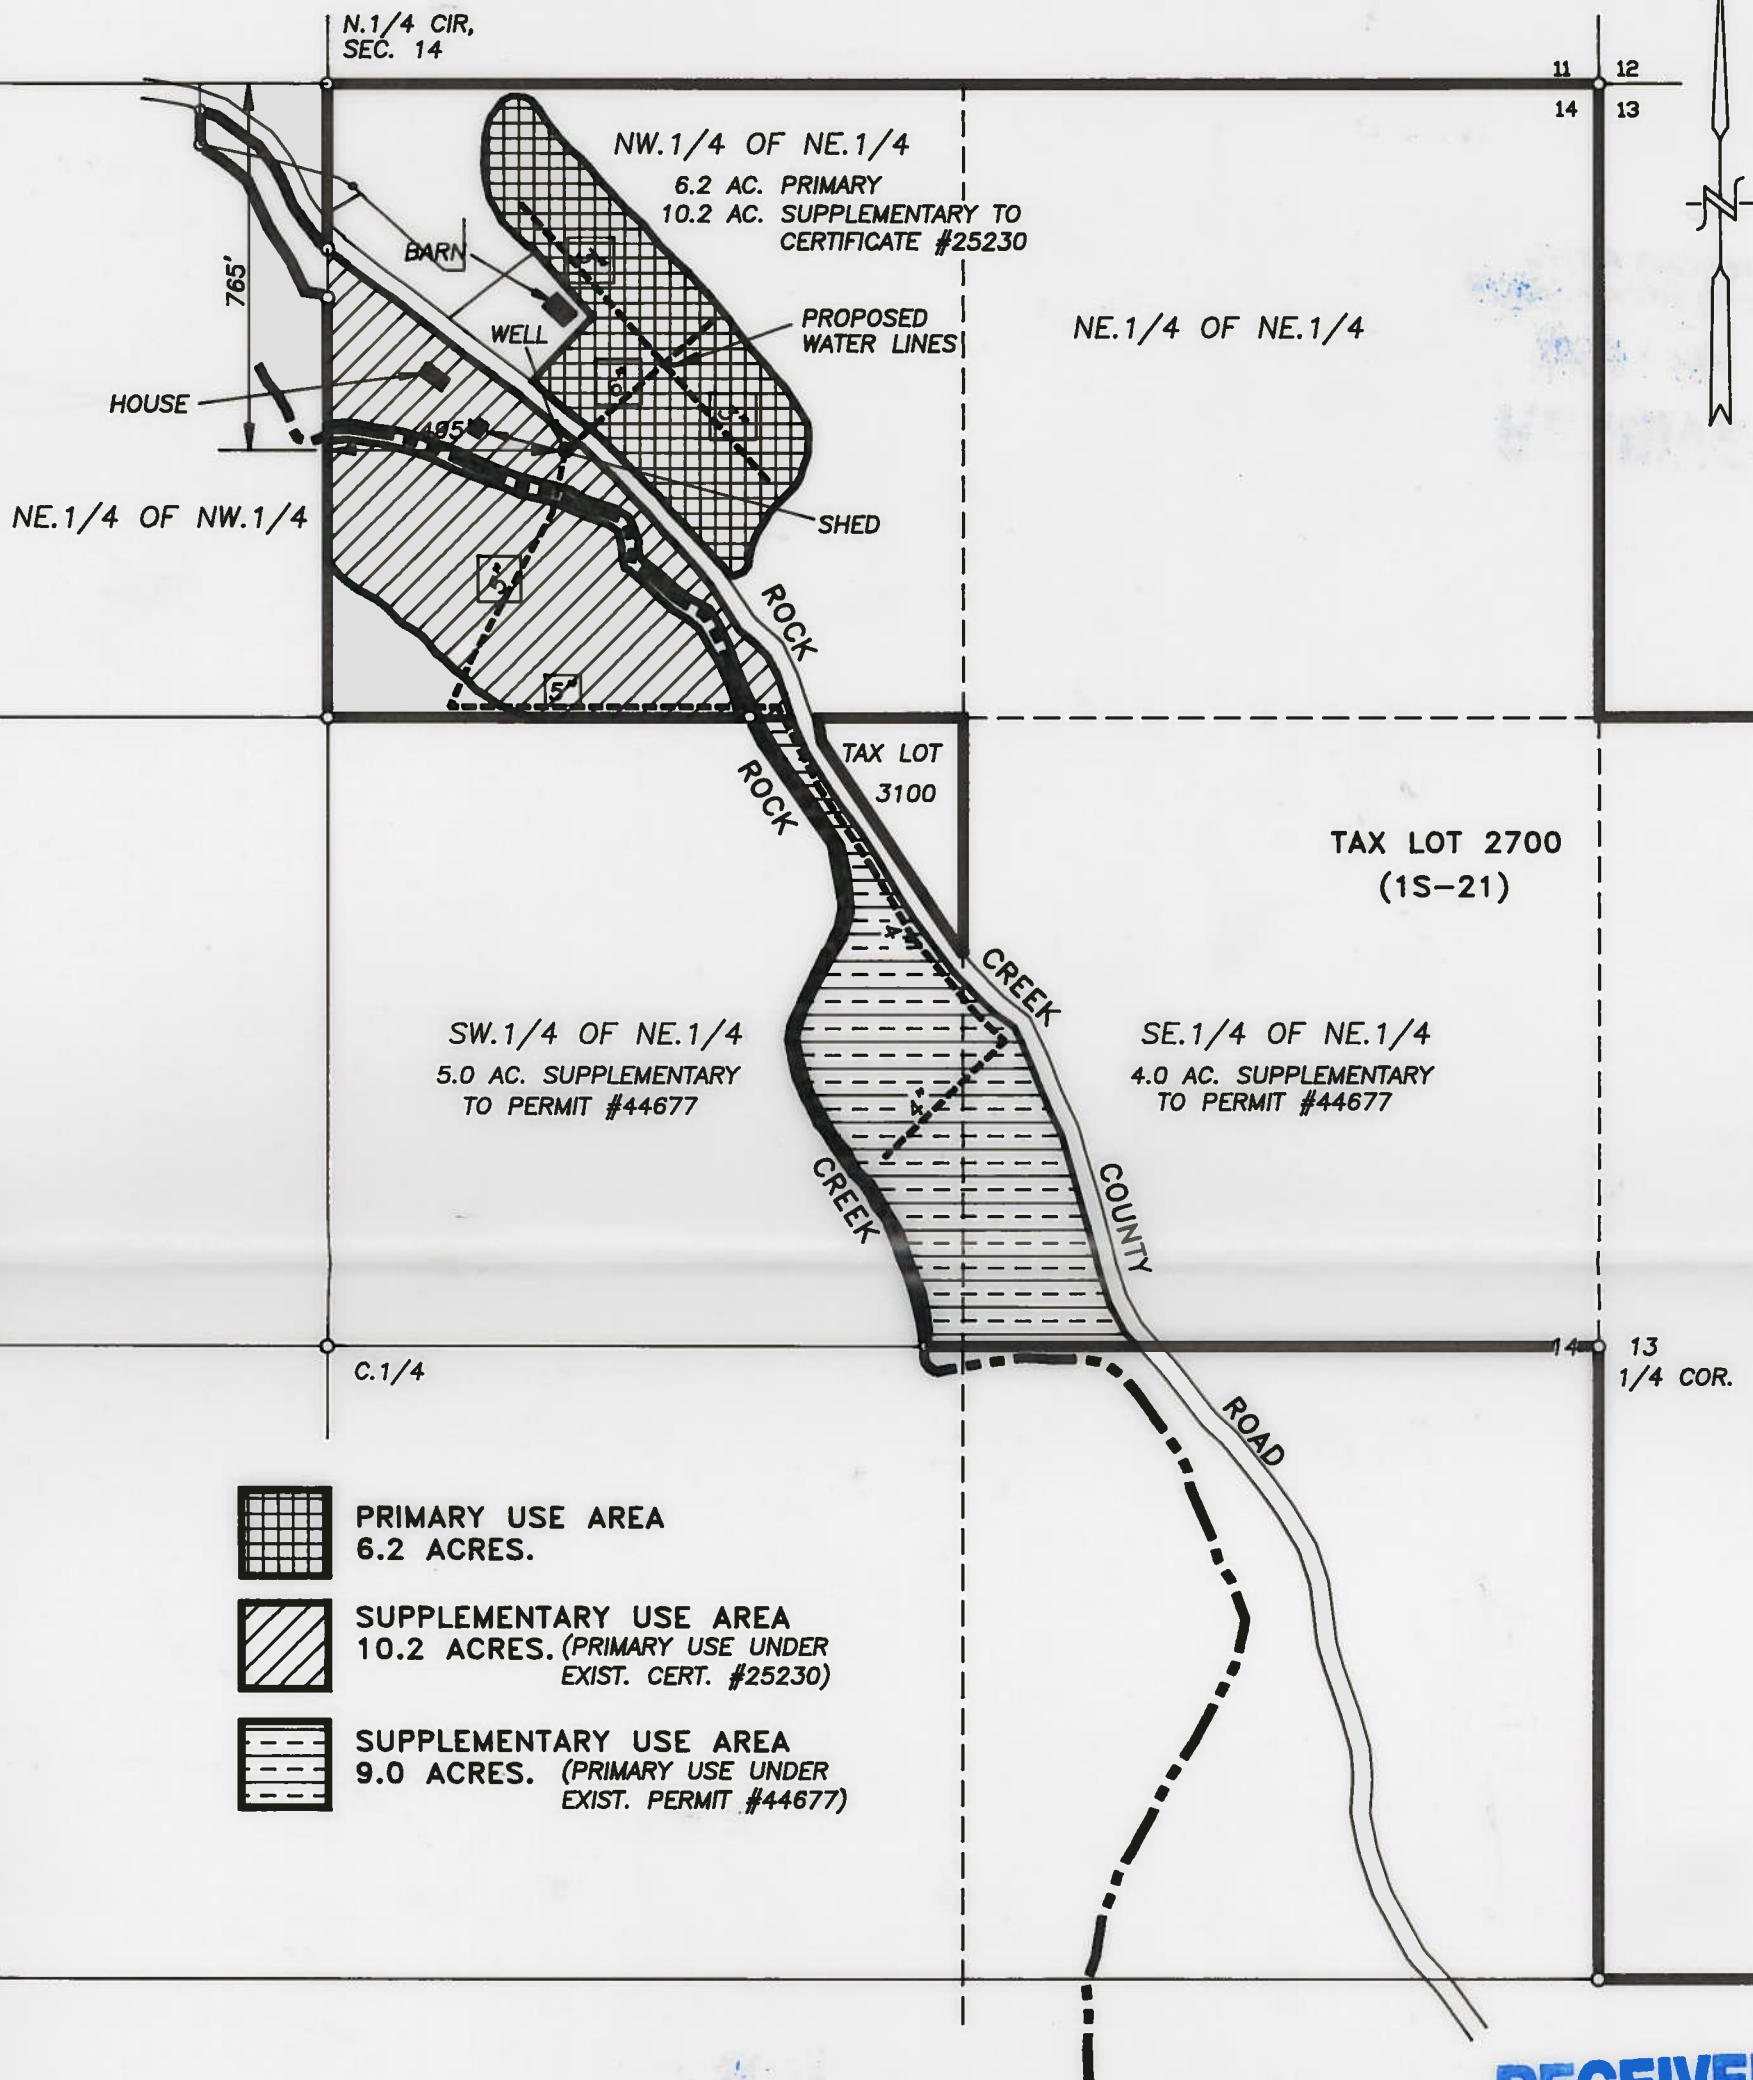 N.1/4 CIR,
SEC. 14
11 12
14 13
NW.1/4 OF NE.1/4
6.2 AC. PRIMARY
10.2 AC. SUPPLEMENTARY TO
CERTIFICATE #25230
BARN
765'
PROPOSED
WATER LINES
NE.1/4 OF NE.1/4
WELL
HOUSE
495'
6"
NE.1/4 OF NW.1/4
SHED
5"
ROCK
5"
TAX LOT
3100
ROCK
TAX LOT 2700
(1S-21)
4"
CREEK
SW.1/4 OF NE.1/4
5.0 AC. SUPPLEMENTARY
TO PERMIT #44677
SE.1/4 OF NE.1/4
4.0 AC. SUPPLEMENTARY
TO PERMIT #44677
4"
CREEK
COUNTY
14 13
1/4 COR.
C.1/4
ROAD
PRIMARY USE AREA
6.2 ACRES.
SUPPLEMENTARY USE AREA
10.2 ACRES. (PRIMARY USE UNDER
EXIST. CERT. #25230)
SUPPLEMENTARY USE AREA
9.0 ACRES. (PRIMARY USE UNDER
EXIST. PERMIT #44677)